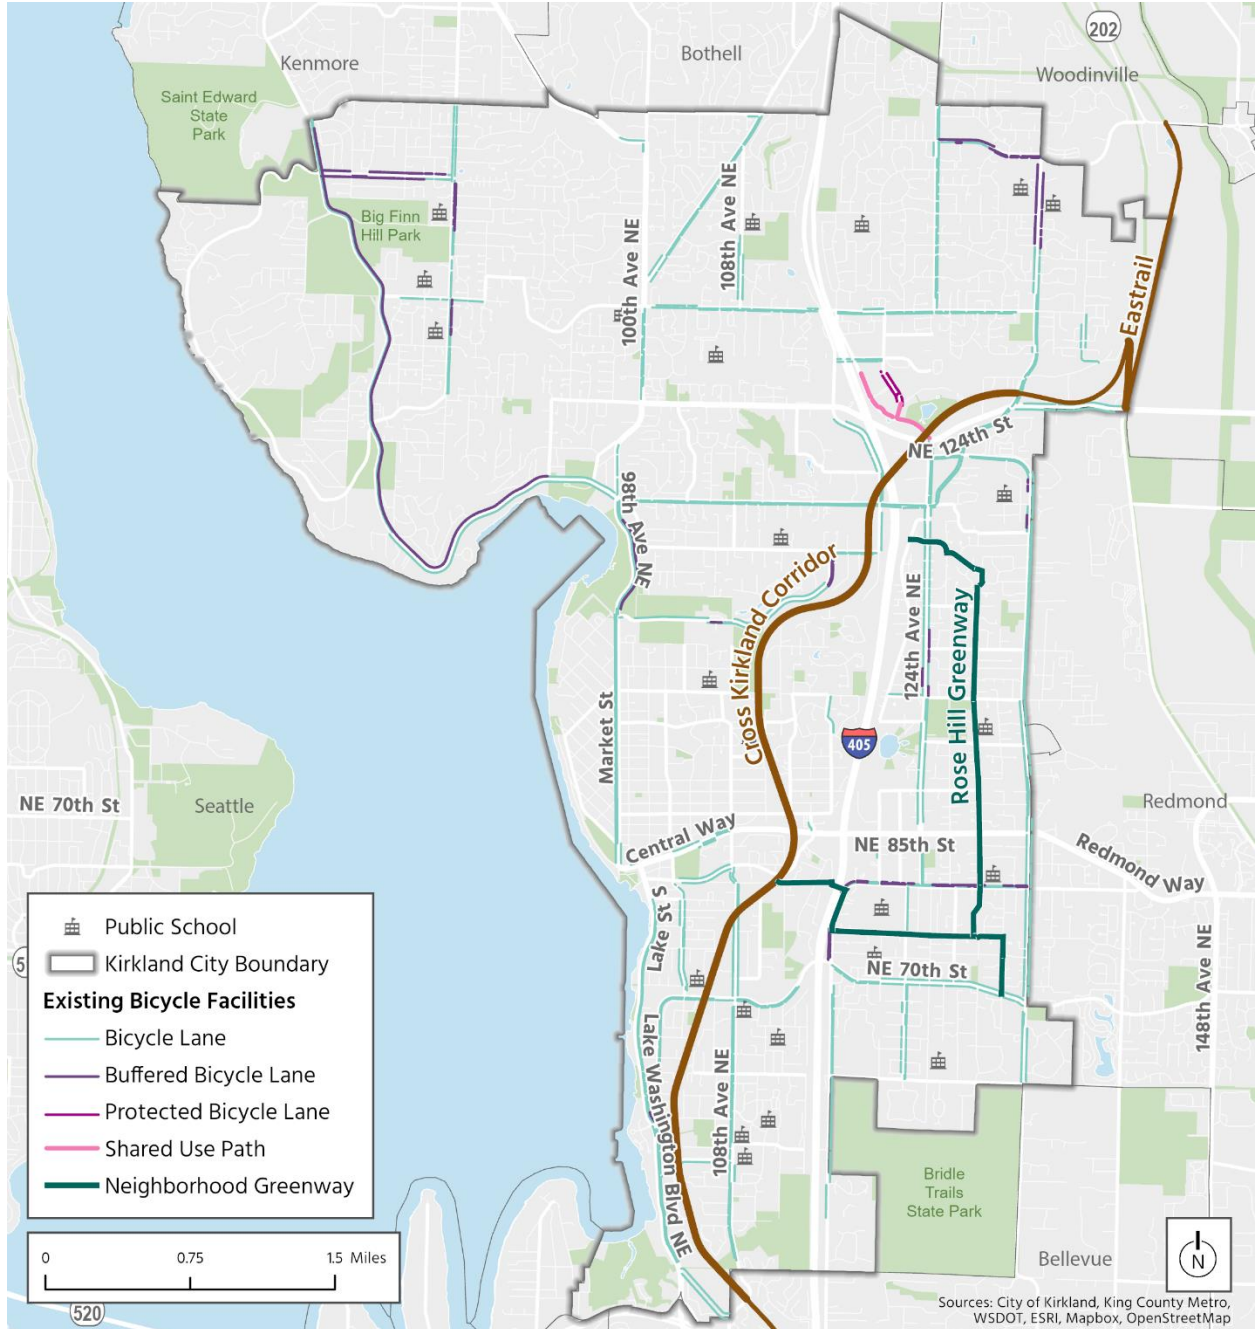 202
Kenmore
Bothell
Woodinville
Saint Edward
State
Park
Big Finn
Hill Park
100th Ave NE
108th Ave NE
Eastrail
NE 124th St
98th Ave NE
Cross Kirkland Corridor
124th Ave NE
Rose Hill Greenway
Market St
405
NE 70th St
Seattle
Redmond
Central Way
NE 85th St
Redmond Way
S
Lake St
NE 70th St
148th Ave NE
Lake Washington Blvd NE
108th Ave NE
Bridle
Trails
State Park
Bellevue
Public School
Kirkland City Boundary
Existing Bicycle Facilities
Bicycle Lane
Buffered Bicycle Lane
Protected Bicycle Lane
Shared Use Path
Neighborhood Greenway
5
0
0.75
1.5 Miles
520
N
Sources: City of Kirkland, King County Metro,
WSDOT, ESRI, Mapbox, OpenStreetMap